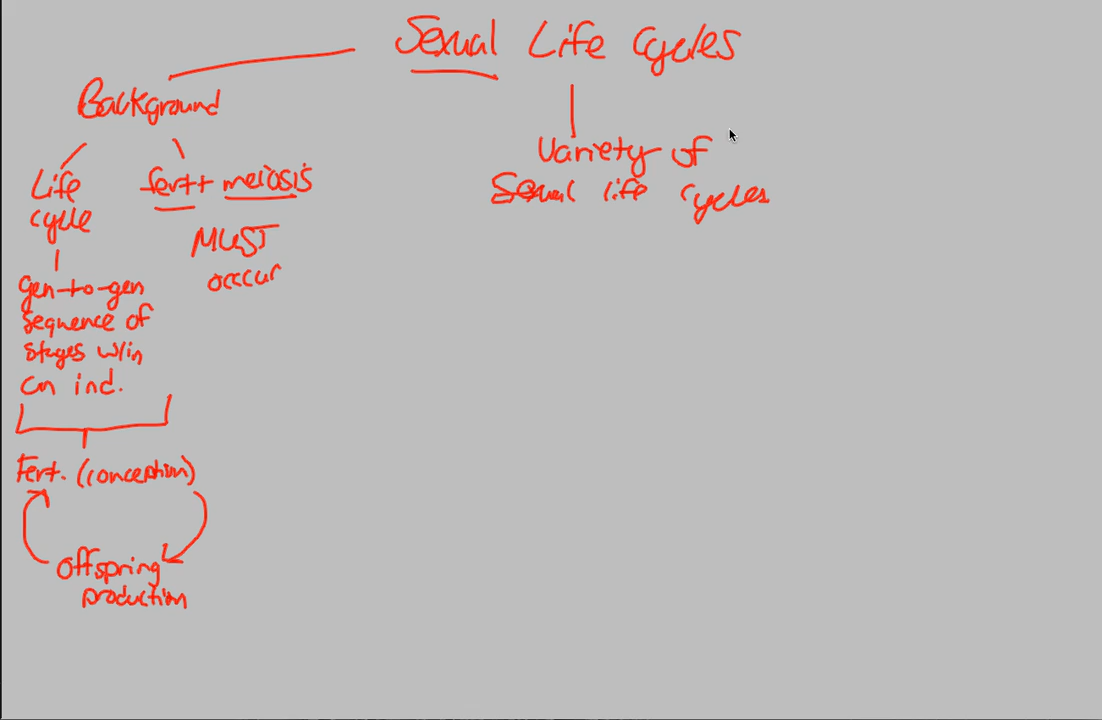 Sexual Life Cycles
Background
Life
cycle
gen-to-gen
sequence of
stages w/in
an ind.
Fert. (conception)
Offspring
production
fert + meiosis
MUST
occur
Variety of
Sexual life cycles